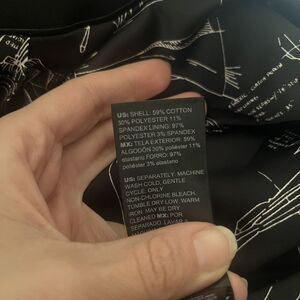 US: SHELL: 59% COTTON
30% POLYESTER 11%
SPANDEX LINING: 97%
POLYESTER 3% SPANDEX
MX: TELA EXTERIOR: 59%
ALGODÓN 30% poliéster 11%
elastano FORRO: 97%
poliéster 3% elastano
US: SEPARATELY, MACHINE
WASH COLD, GENTLE
CYCLE, ONLY
NON-CHLORINE BLEACH,
TUMBLE DRY LOW, WARM
IRON, MAY BE DRY
CLEANED MX: POR
SEPARADO, LAVAR A